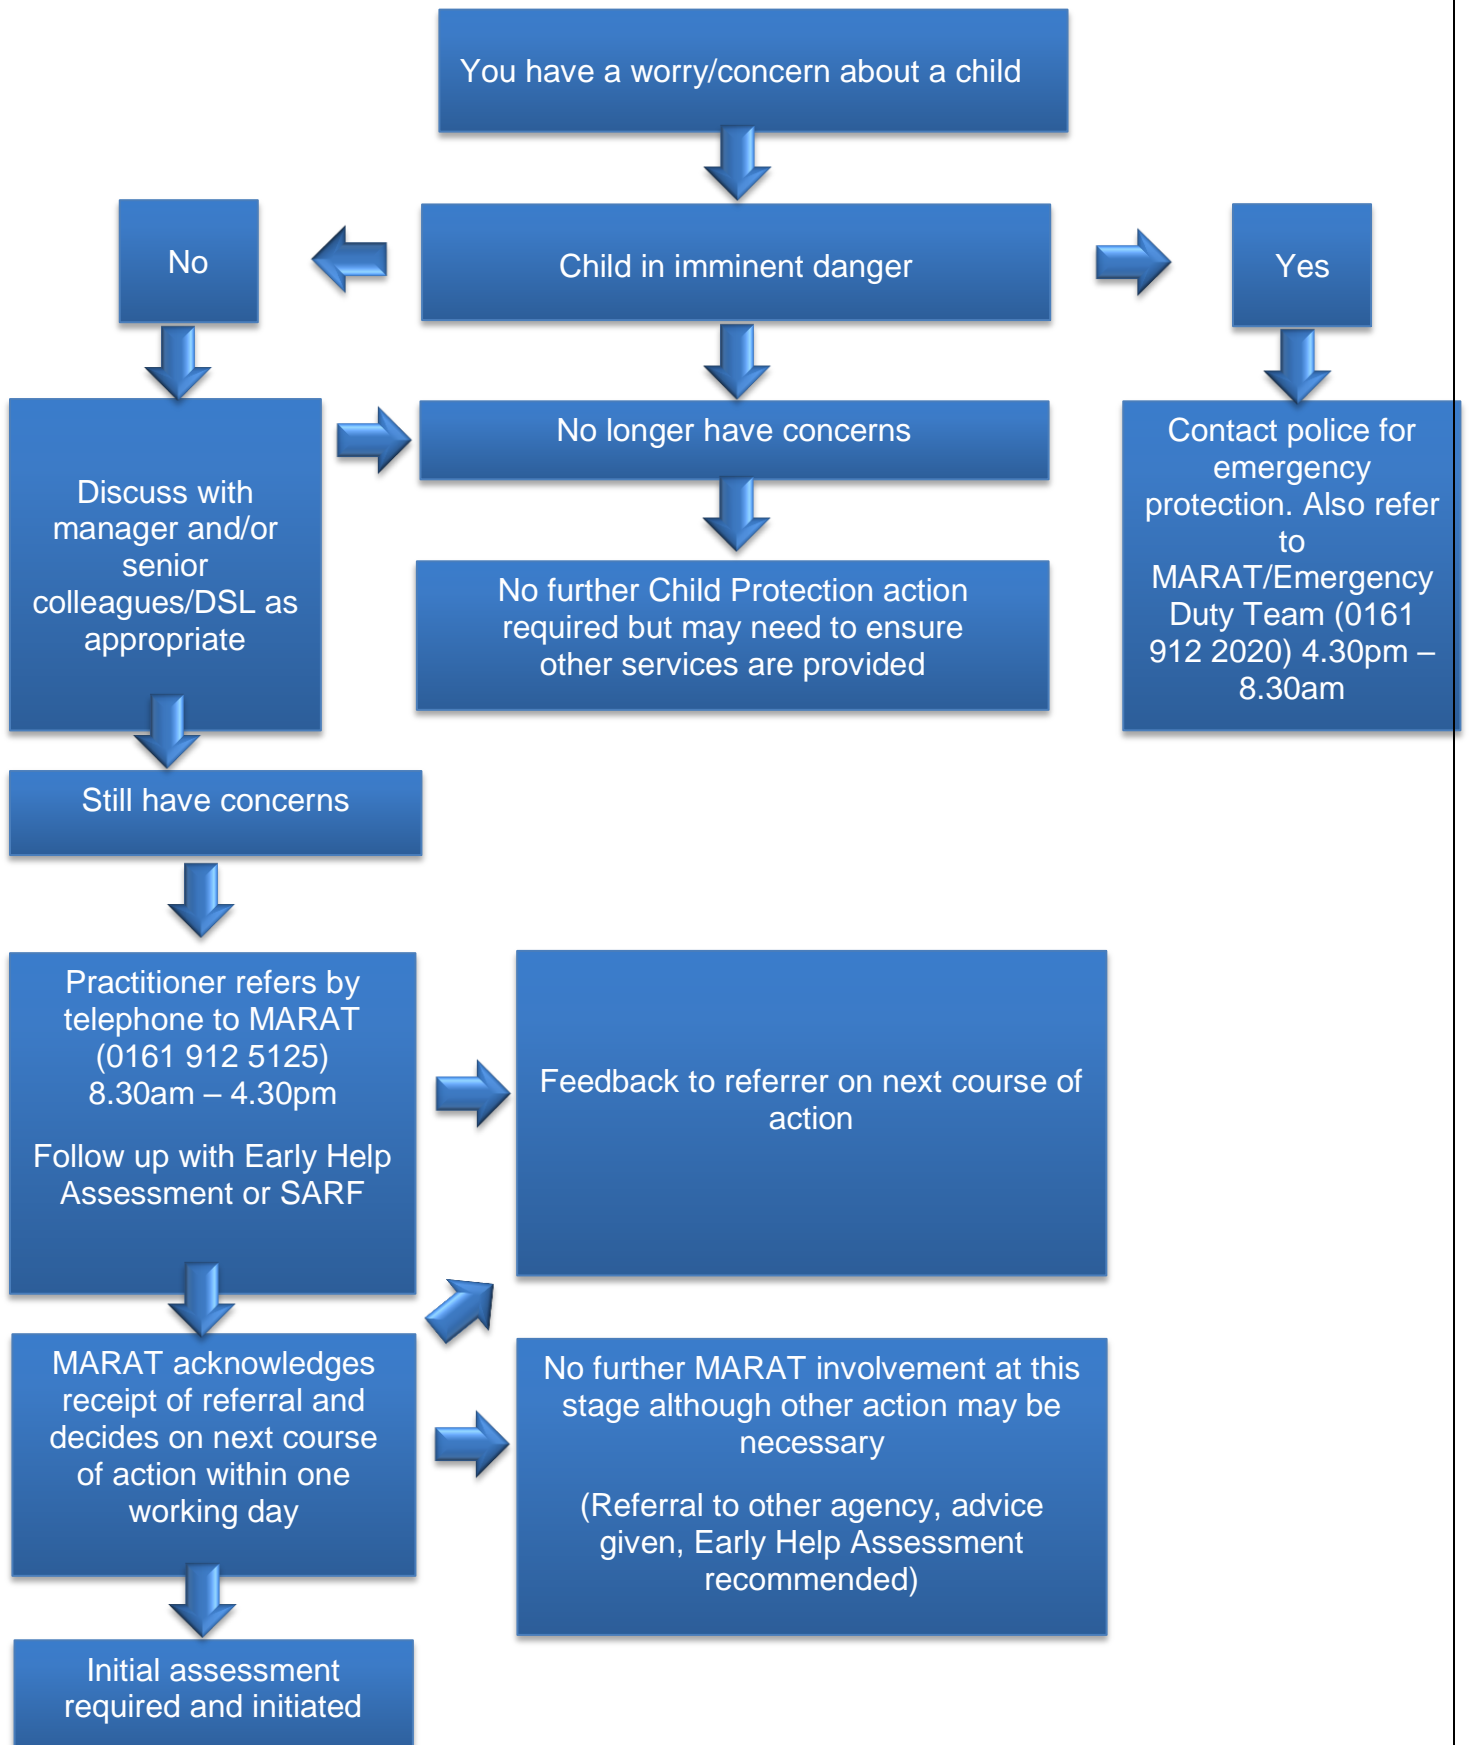 You have a worry/concern about a child
No
Child in imminent danger
Yes
Discuss with
manager and/or
senior
colleagues/DSL as
appropriate
No longer have concerns
Contact police for
emergency
protection. Also refer
to
MARAT/Emergency
Duty Team (0161
912 2020) 4.30pm –
8.30am
No further Child Protection action
required but may need to ensure
other services are provided
Still have concerns
Practitioner refers by
telephone to MARAT
(0161 912 5125)
8.30am – 4.30pm
Follow up with Early Help
Assessment or SARF
Feedback to referrer on next course of
action
MARAT acknowledges
receipt of referral and
decides on next course
of action within one
working day
No further MARAT involvement at this
stage although other action may be
necessary
(Referral to other agency, advice
given, Early Help Assessment
recommended)
Initial assessment
required and initiated